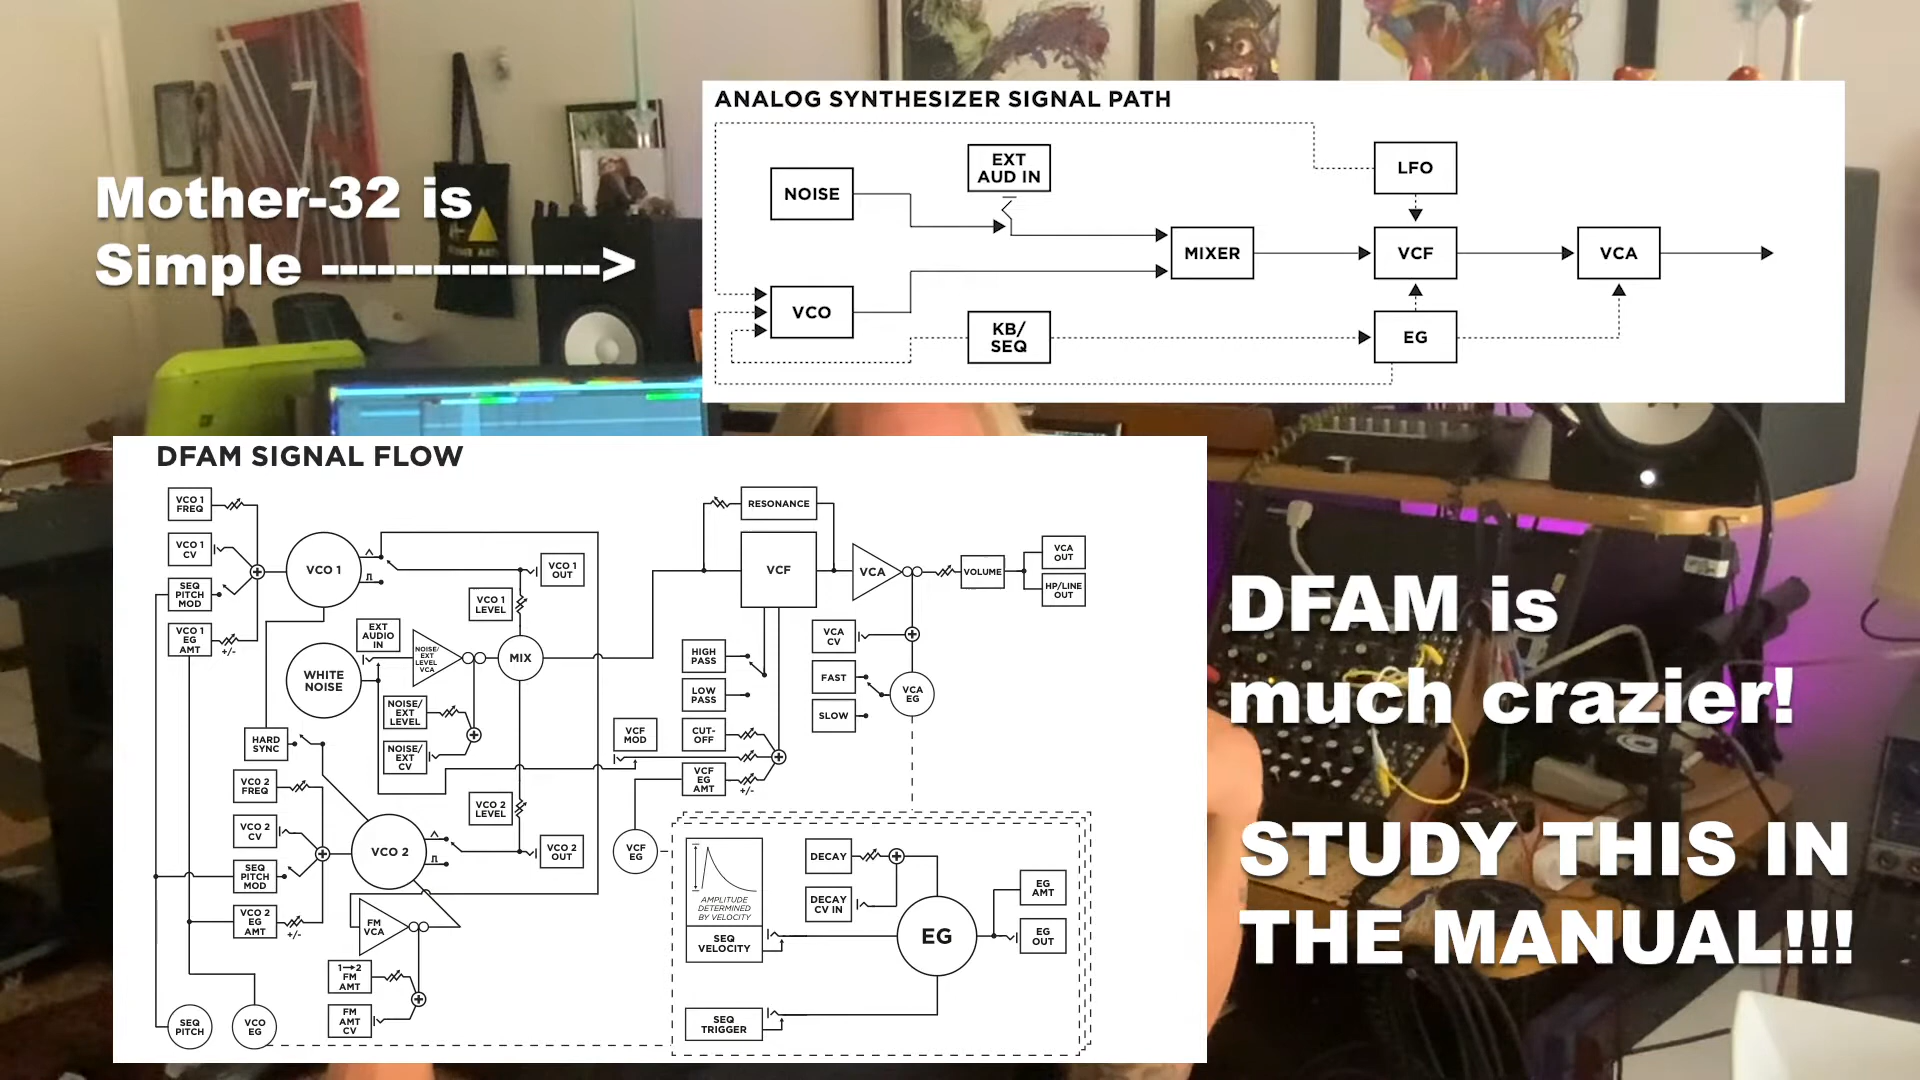 Mother-32 is
Simple --------------->
ANALOG SYNTHESIZER SIGNAL PATH
NOISE
EXT
AUD IN
LFO
MIXER
VCF
VCA
VCO
KB/
SEQ
EG
DFAM SIGNAL FLOW
VCO 1
FREQ
VCO 1
CV
SEQ
PITCH
MOD
VCO 1
EG
AMT
+/-
VCO 1
VCO 1
OUT
VCO 1
LEVEL
EXT
AUDIO
IN
NOISE/
EXT
LEVEL
VCA
MIX
WHITE
NOISE
NOISE/
EXT
LEVEL
NOISE/
EXT
CV
HARD
SYNC
VCO 2
FREQ
VCO 2
CV
SEQ
PITCH
MOD
VCO 2
EG
AMT
+/-
VCO 2
VCO 2
LEVEL
VCO 2
OUT
FM
VCA
1→2
FM
AMT
FM
AMT
CV
SEQ
PITCH
VCO
EG
RESONANCE
VCF
VCA
VOLUME
VCA
OUT
HP/LINE
OUT
HIGH
PASS
LOW
PASS
VCF
MOD
CUT-
OFF
VCF
EG
AMT
+/-
VCA
CV
FAST
SLOW
VCA
EG
VCF
EG
AMPLITUDE
DETERMINED
BY VELOCITY
SEQ
VELOCITY
DECAY
DECAY
CV IN
EG
EG
AMT
EG
OUT
SEQ
TRIGGER
DFAM is
much crazier!
STUDY THIS IN
THE MANUAL!!!